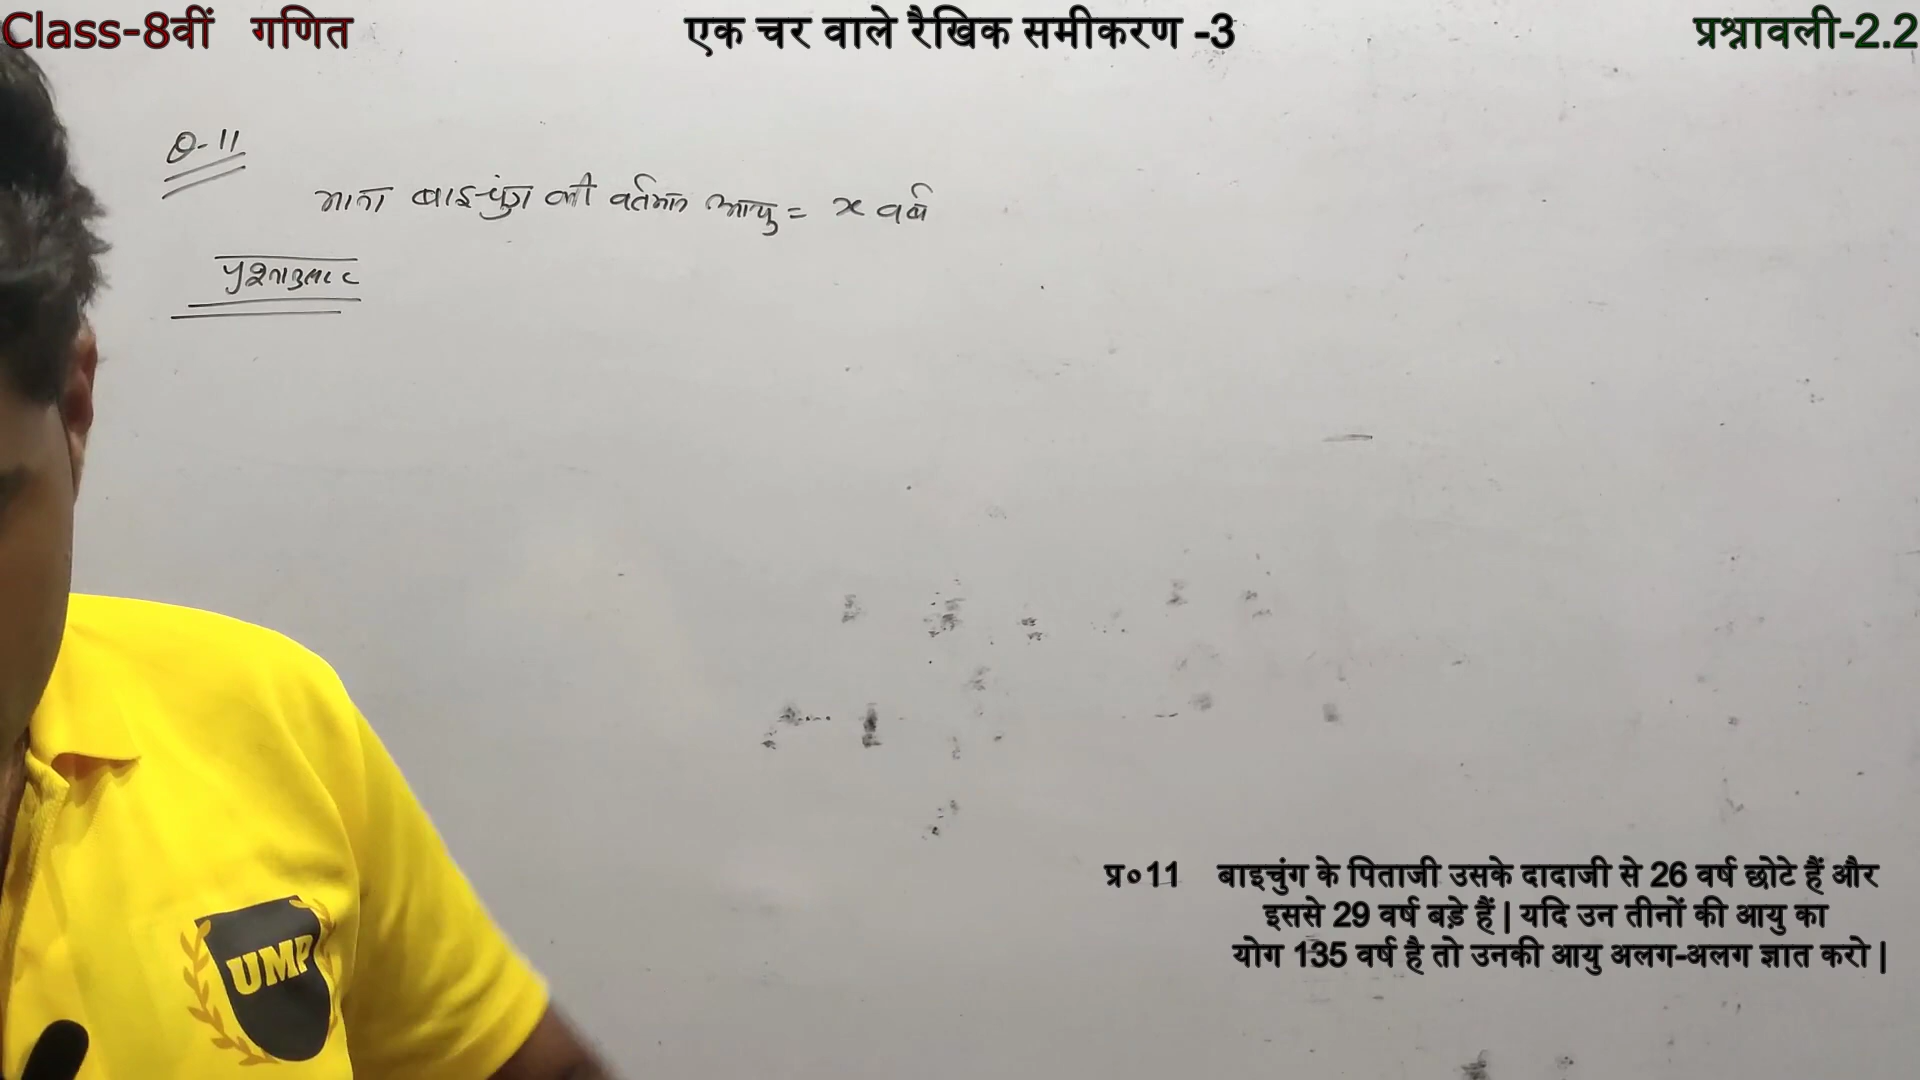 Class-8वीं गणित
एक चर वाले रैखिक समीकरण -3
प्रश्नावली-2.2
Q-11
माना बाइचुंग की वर्तमान आयु = x वर्ष
प्रश्नानुसार
प्र०11 बाइचुंग के पिताजी उसके दादाजी से 26 वर्ष छोटे हैं और
इससे 29 वर्ष बड़े हैं | यदि उन तीनों की आयु का
योग 135 वर्ष है तो उनकी आयु अलग-अलग ज्ञात करो |
UMP